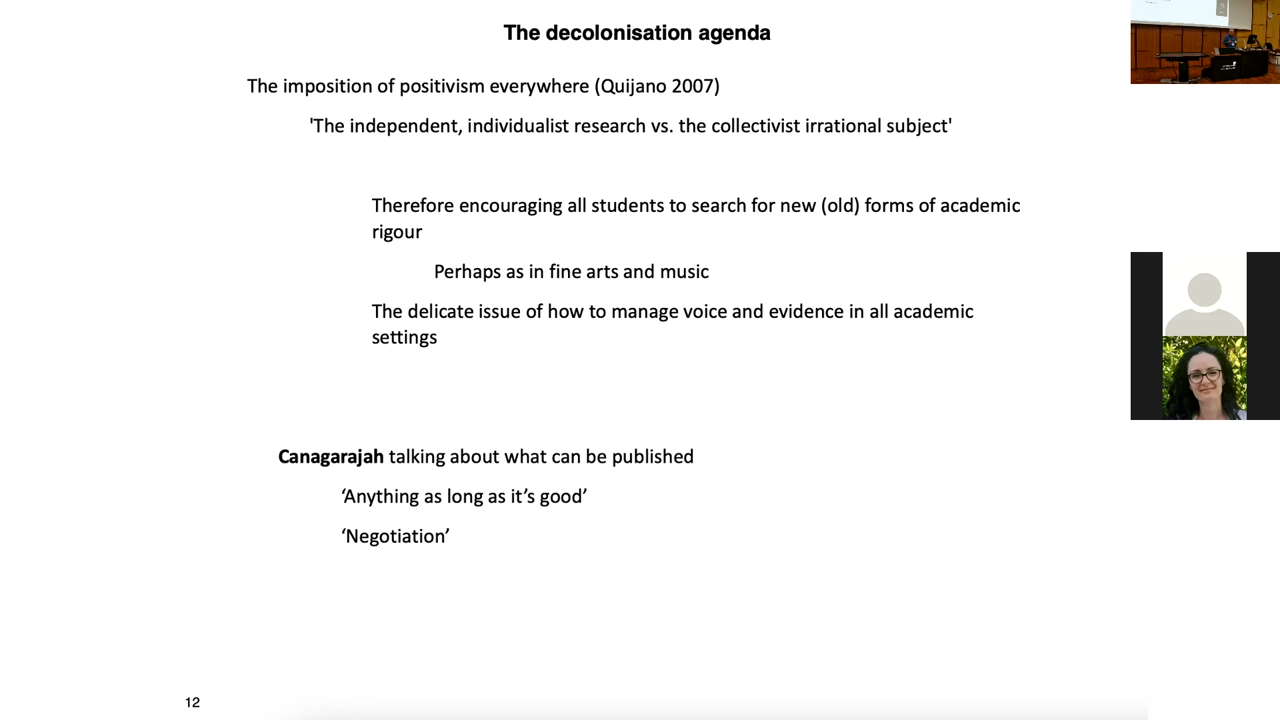 The decolonisation agenda
The imposition of positivism everywhere (Quijano 2007)
'The independent, individualist research vs. the collectivist irrational subject'
Therefore encouraging all students to search for new (old) forms of academic
rigour
Perhaps as in fine arts and music
The delicate issue of how to manage voice and evidence in all academic
settings
Canagarajah talking about what can be published
‘Anything as long as it’s good’
‘Negotiation’
12